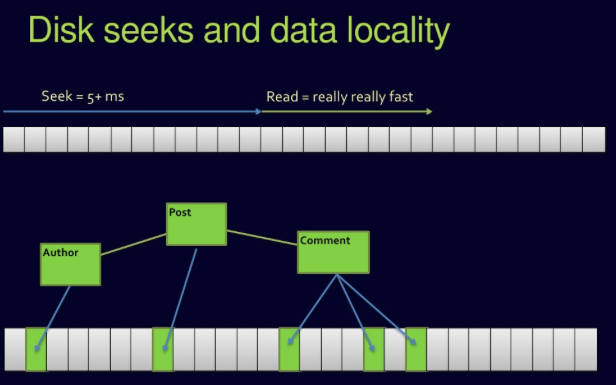 Disk seeks and data locality
Seek = 5+ ms
Read = really really fast
Post
Comment
Author